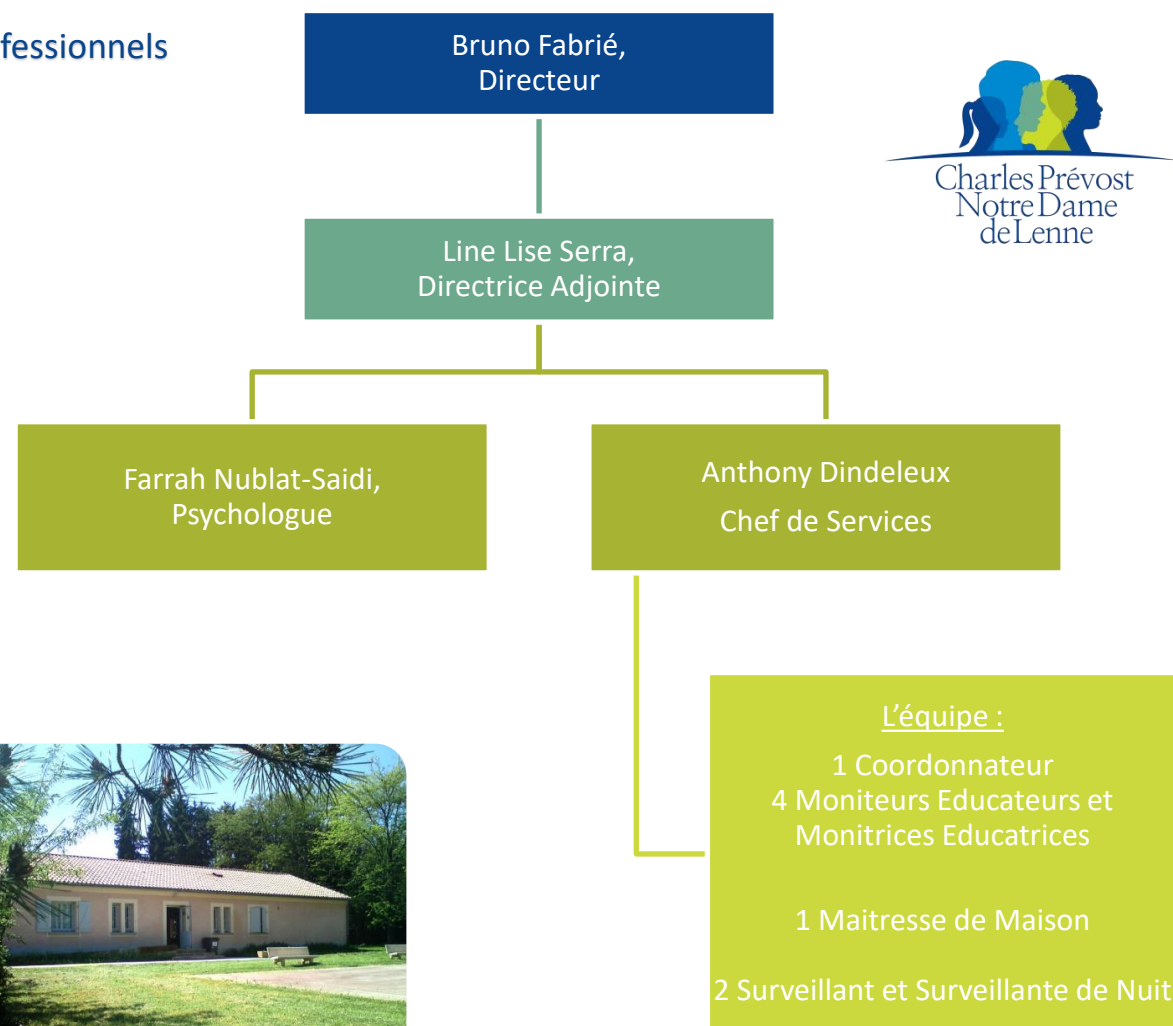 fessionnels
Bruno Fabrié,
Directeur
Charles Prévost
Notre Dame
de Lenne
Line Lise Serra,
Directrice Adjointe
Farrah Nublat-Saidi,
Psychologue
Anthony Dindeleux
Chef de Services
L'équipe :
1 Coordonnateur
4 Moniteurs Educateurs et
Monitrices Educatrices
1 Maitresse de Maison
2 Surveillant et Surveillante de Nuit